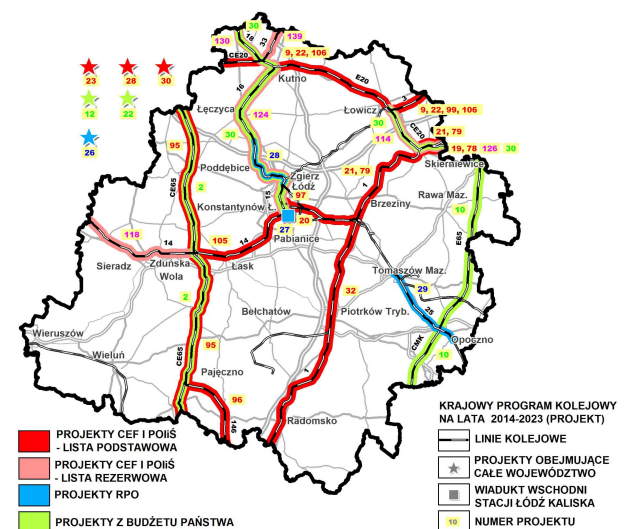 30
130
18
33
139
CE20
9, 22, 106
23
28
30
Kutno
E20
12
22
16
3
Łęczyca
Łowicz
9, 22, 99, 106
26
124
30
CE20
21, 79
30
114
95
28
19, 78 126 30
Skierniewice
Poddębice
Zgierz
21, 79
1
CE65
2
Łódź
97
Rawa Maz.
15
Konstantynów Ł.
Brzeziny
10
20
118
27
14
105
14
Pabianice
E65
Sieradz
Zduńska
Wola
Łask
Tomaszów Maz.
32
29
2
Bełchatów
Piotrków Tryb.
25
Wieruszów
95
CMK
Opoczno
Wieluń
CE65
Pajęczno
10
1
96
146
Radomsko
KRAJOWY PROGRAM KOLEJOWY
NA LATA 2014-2023 (PROJEKT)
LINIE KOLEJOWE
PROJEKTY OBEJMUJĄCE
CAŁE WOJEWÓDZTWO
WIADUKT WSCHODNI
STACJI ŁÓDŹ KALISKA
10 NUMER PROJEKTU
PROJEKTY CEF I POIiŚ
- LISTA PODSTAWOWA
PROJEKTY CEF I POIiŚ
- LISTA REZERWOWA
PROJEKTY RPO
PROJEKTY Z BUDŻETU PAŃSTWA